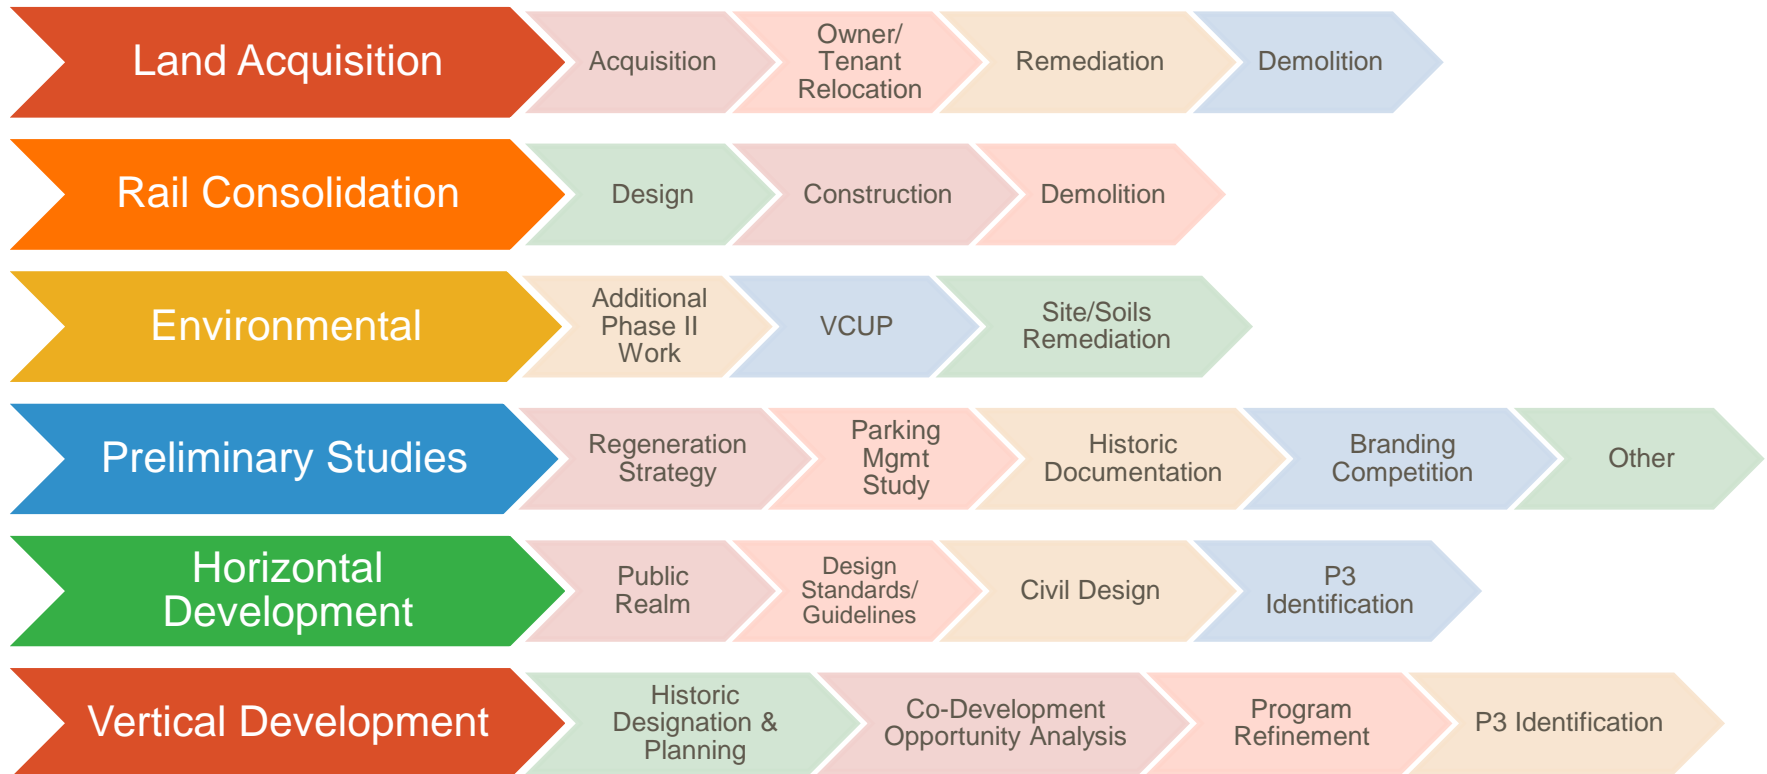 Land Acquisition
Acquisition
Owner/
Tenant
Relocation
Remediation
Demolition
Rail Consolidation
Design
Construction
Demolition
Environmental
Additional
Phase II
Work
VCUP
Site/Soils
Remediation
Preliminary Studies
Regeneration
Strategy
Parking
Mgmt
Study
Historic
Documentation
Branding
Competition
Other
Horizontal
Development
Public
Realm
Design
Standards/
Guidelines
Civil Design
P3
Identification
Vertical Development
Historic
Designation &
Planning
Co-Development
Opportunity Analysis
Program
Refinement
P3 Identification